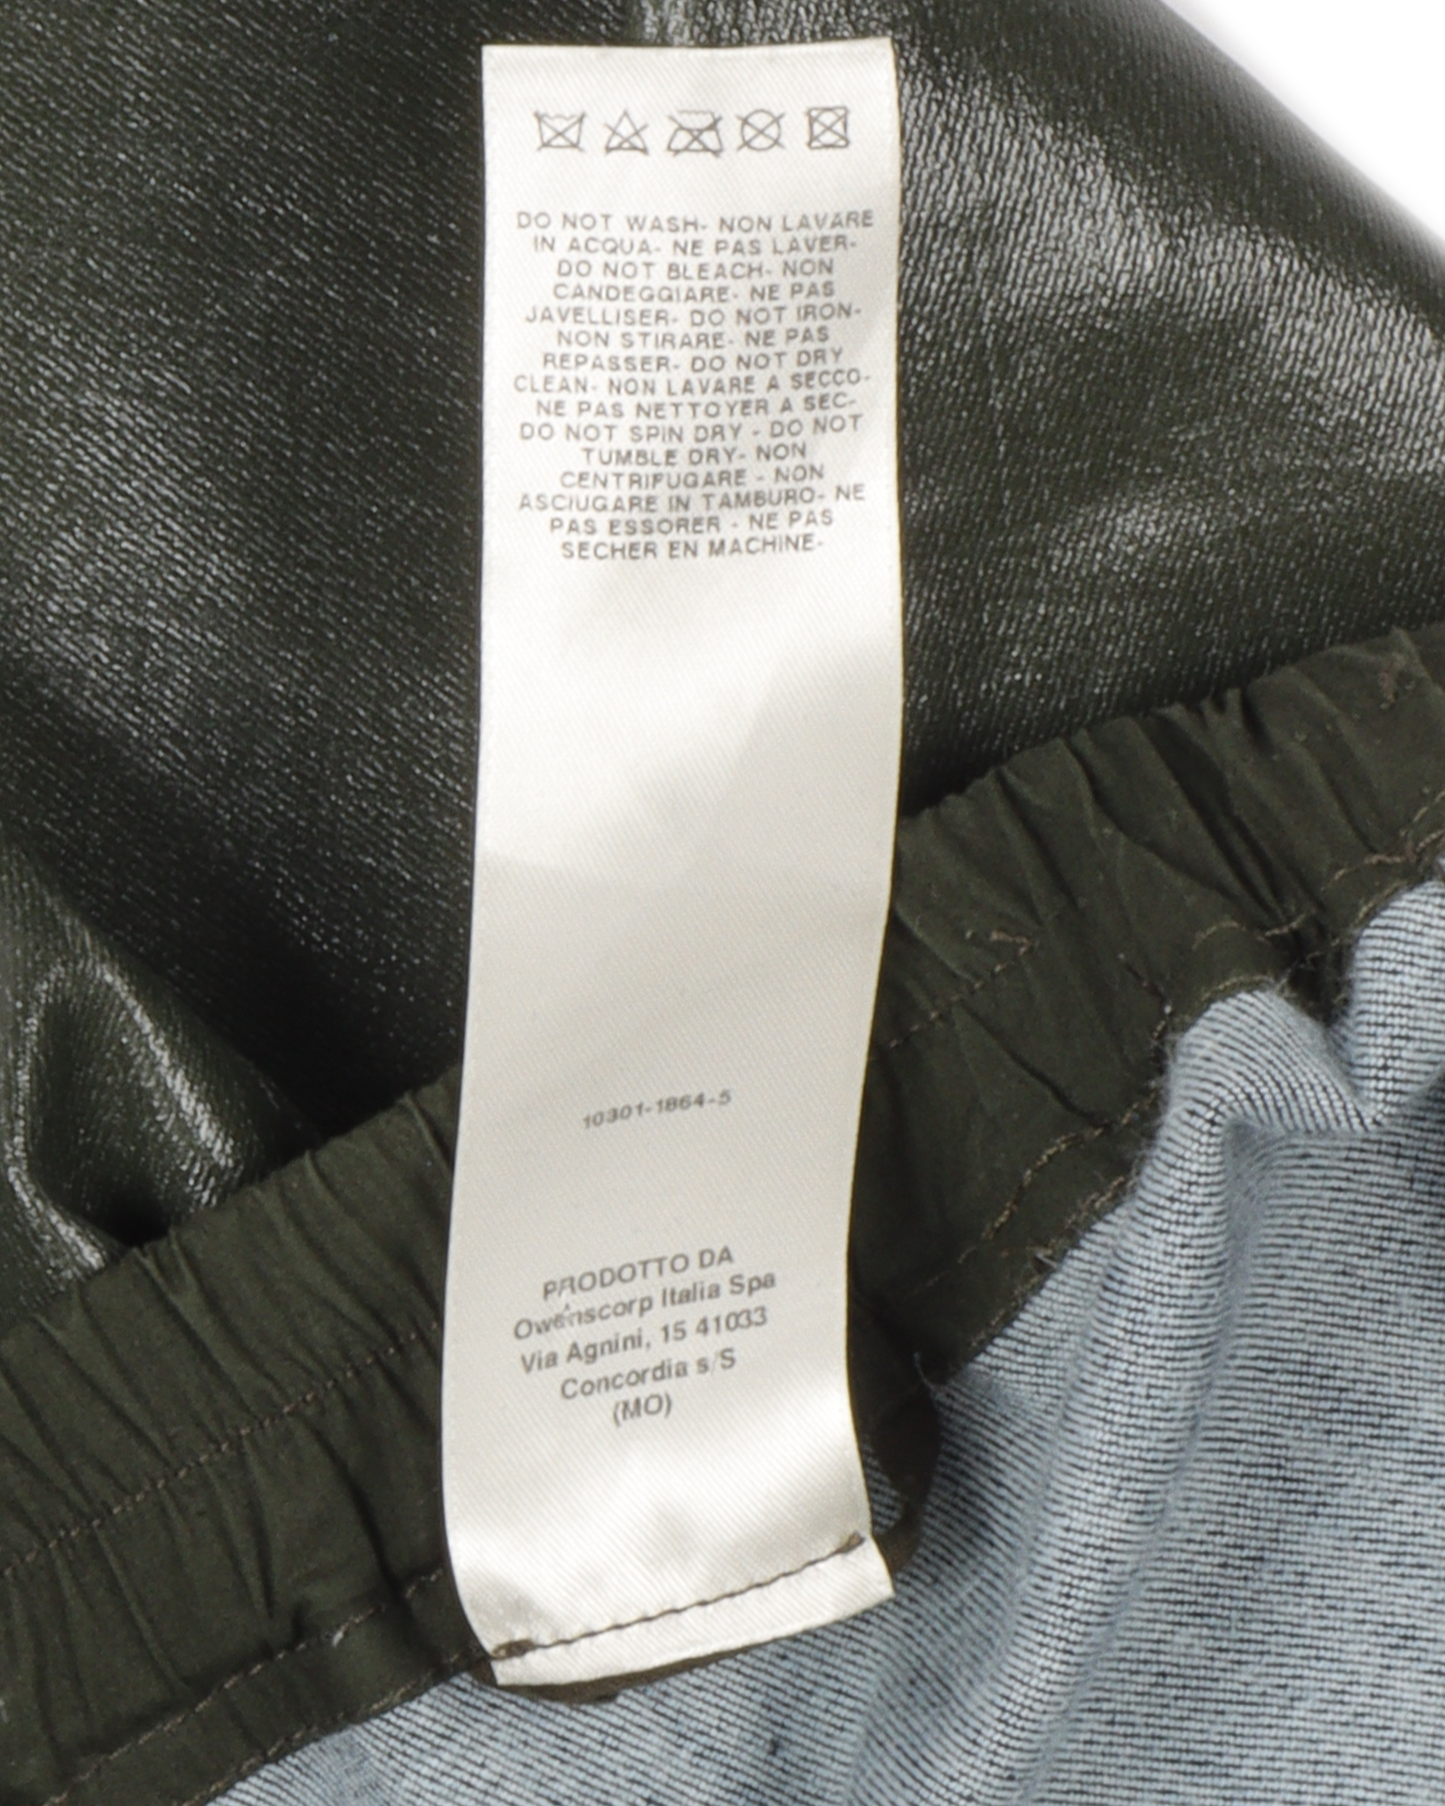 DO NOT WASH- NON LAVARE
IN ACQUA- NE PAS LAVER-
DO NOT BLEACH- NON
CANDEGGIARE- NE PAS
JAVELLISER- DO NOT IRON-
NON STIRARE- NE PAS
REPASSER- DO NOT DRY
CLEAN- NON LAVARE A SECCO-
NE PAS NETTOYER A SEC-
DO NOT SPIN DRY - DO NOT
TUMBLE DRY- NON
CENTRIFUGARE - NON
ASCIUGARE IN TAMBURO- NE
PAS ESSORER - NE PAS
SECHER EN MACHINE-
10301-1864-5
PRODOTTO DA
Owenscorp Italia Spa
Via Agnini, 15 41033
Concordia s/S
(MO)